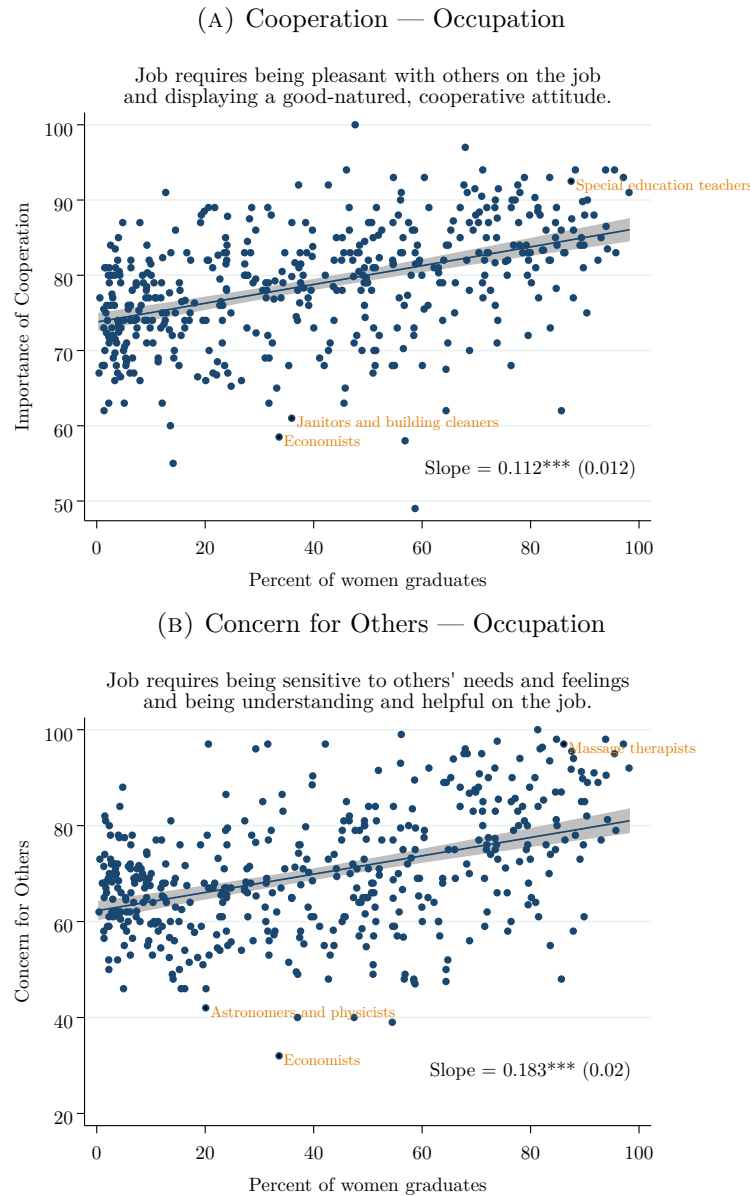 (A) Cooperation — Occupation
Job requires being pleasant with others on the job
and displaying a good-natured, cooperative attitude.
Importance of Cooperation
100
90
80
70
60
50
Special education teachers
Janitors and building cleaners
Economists
Slope = 0.112*** (0.012)
0 20 40 60 80 100
Percent of women graduates
(B) Concern for Others — Occupation
Job requires being sensitive to others' needs and feelings
and being understanding and helpful on the job.
Concern for Others
100
80
60
40
20
Massage therapists
Astronomers and physicists
Economists
Slope = 0.183*** (0.02)
0 20 40 60 80 100
Percent of women graduates